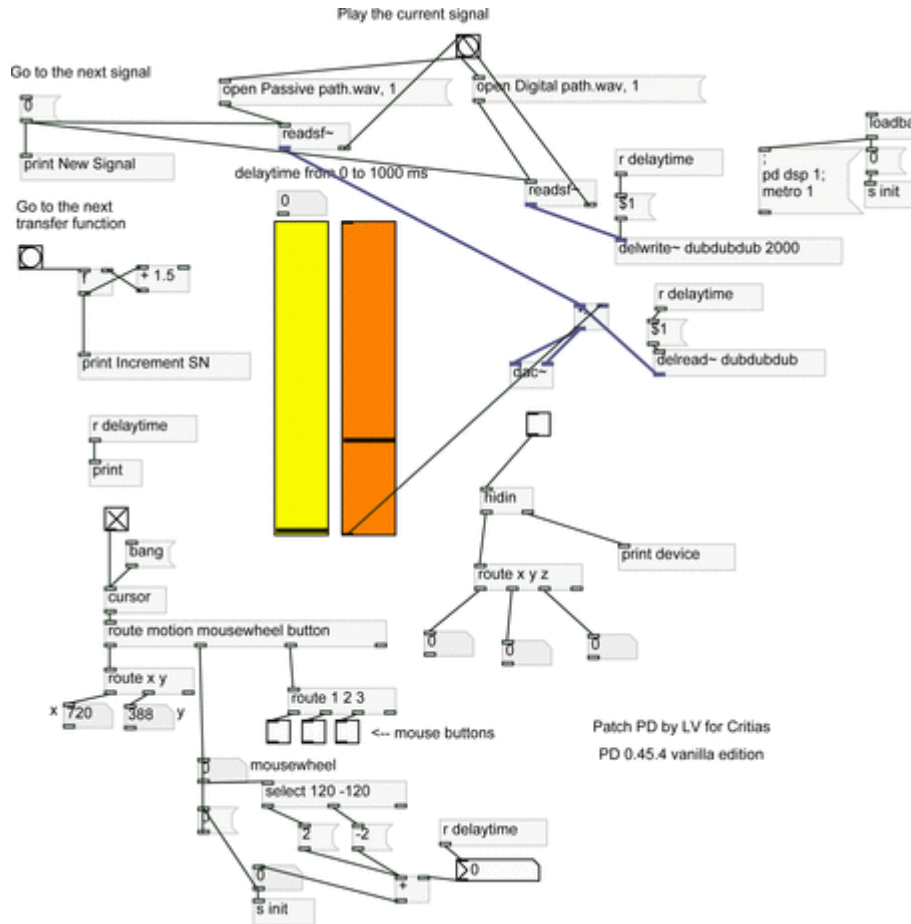 Play the current signal
Go to the next signal
0
open Passive path.wav, 1
open Digital path.wav, 1
readsf~
print New Signal
delaytime from 0 to 1000 ms
0
readsf~
r delaytime
$1
delwrite~ dubdubdub 2000
;
pd dsp 1;
metro 1
loadba
0
s init
Go to the next
transfer function
f
+ 1.5
print Increment SN
r delaytime
$1
delread~ dubdubdub
dac~
r delaytime
print
hidin
print device
route x y z
0
0
0
bang
cursor
route motion mousewheel button
route x y
x 720
388 y
route 1 2 3
<-- mouse buttons
Patch PD by LV for Critias
PD 0.45.4 vanilla edition
0
mousewheel
select 120 -120
2
-2
r delaytime
0
+
0
s init